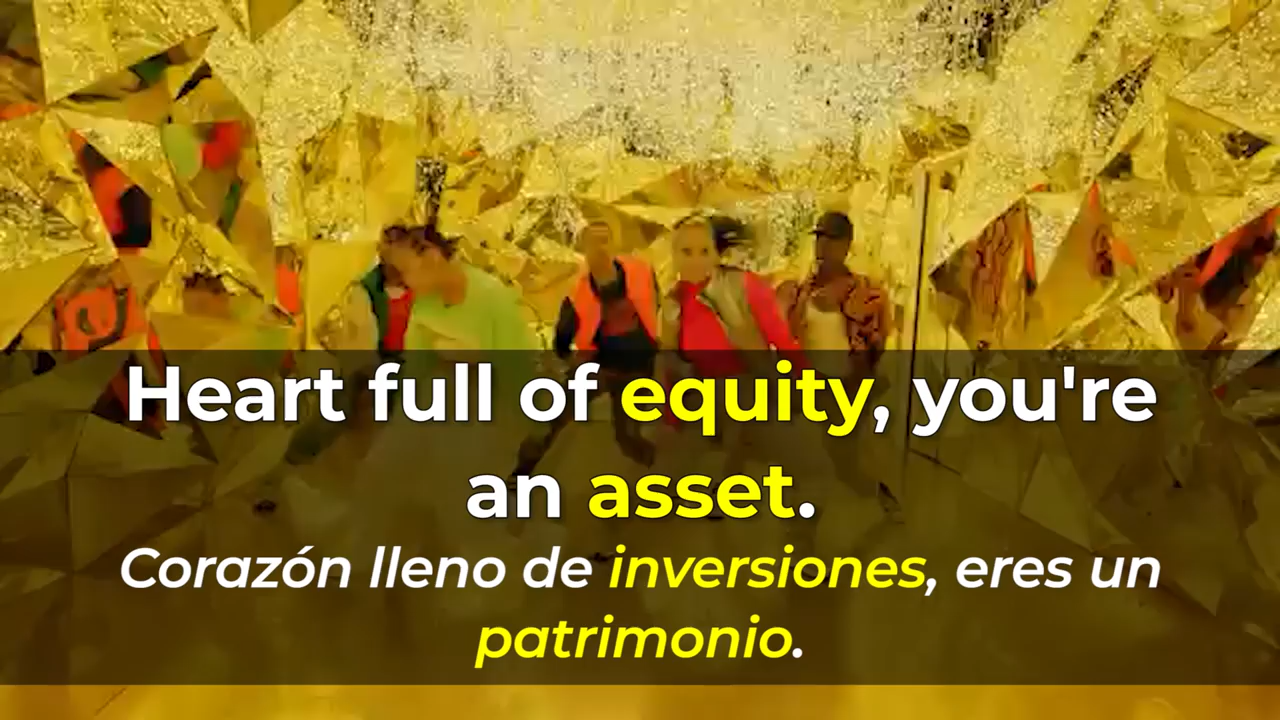 Heart full of equity, you're
an asset.
Corazón lleno de inversiones, eres un
patrimonio.